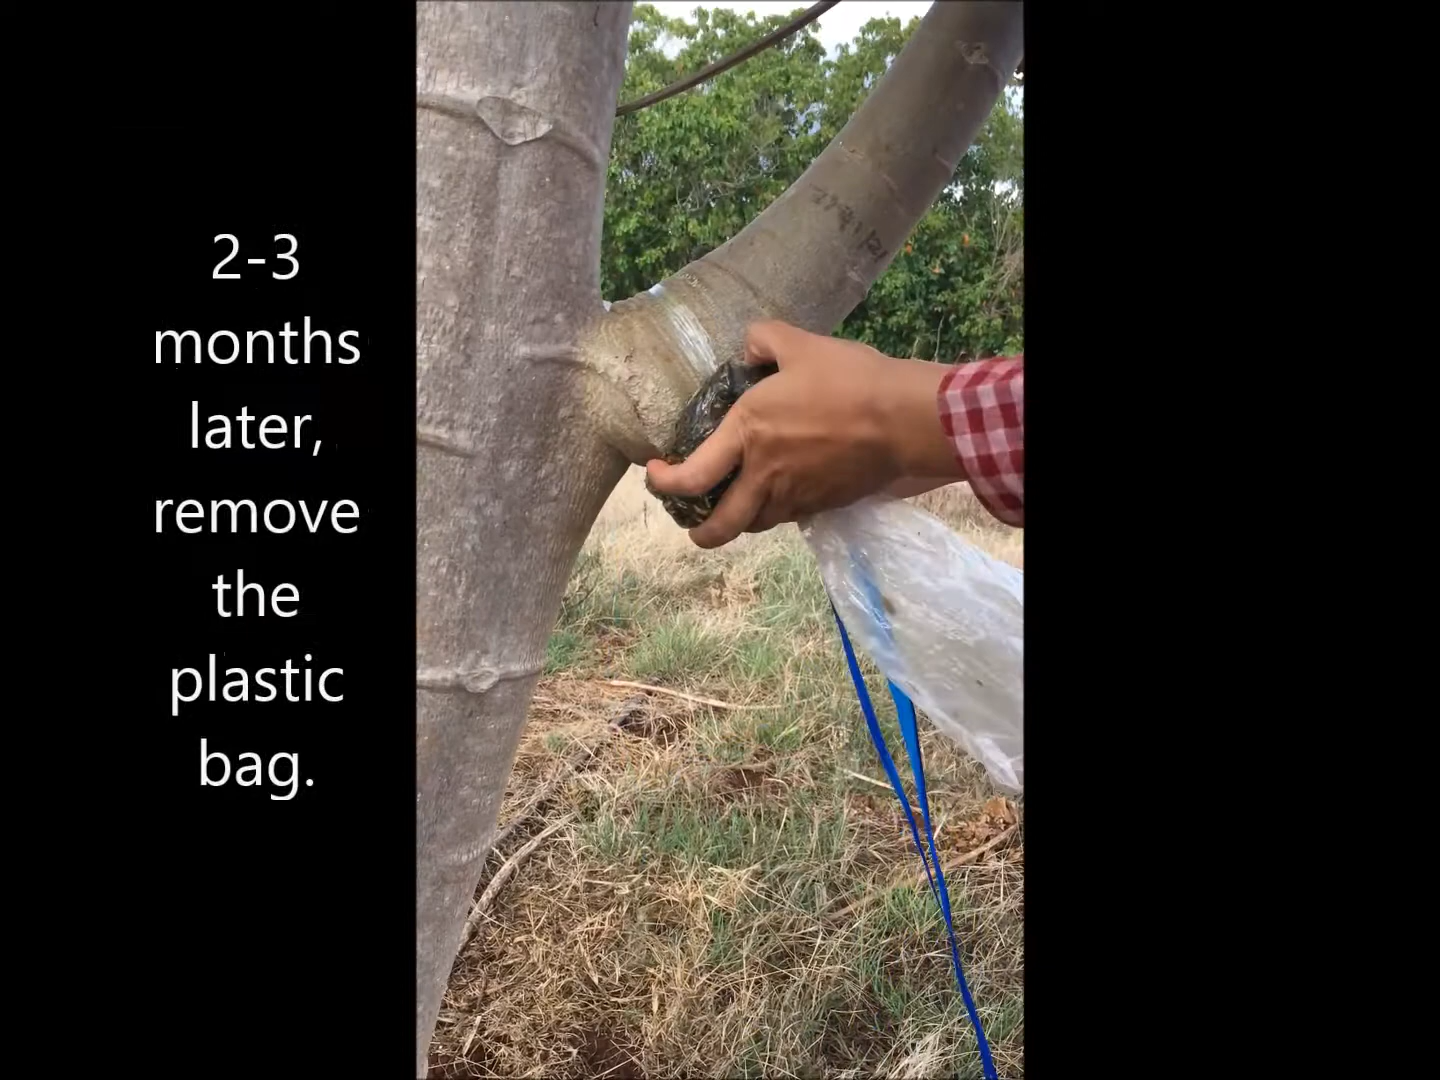 2-3
months
later,
remove
the
plastic
bag.